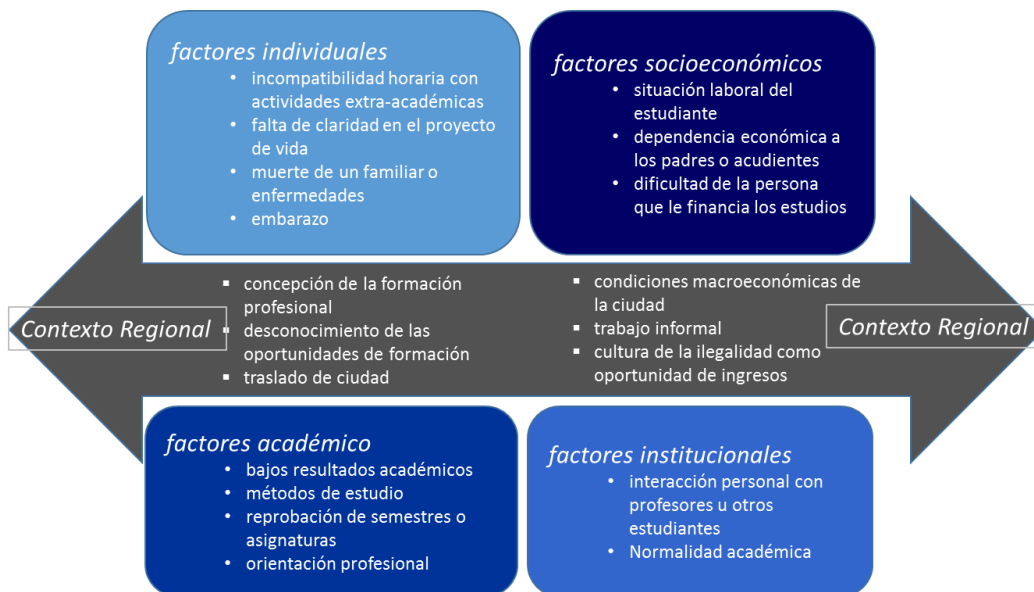 factores individuales
• incompatibilidad horaria con
actividades extra-académicas
• falta de claridad en el proyecto
de vida
• muerte de un familiar o
enfermedades
• embarazo
factores socioeconómicos
• situación laboral del
estudiante
• dependencia económica a
los padres o acudientes
• dificultad de la persona
que le financia los estudios
Contexto Regional
▪ concepción de la formación
profesional
▪ desconocimiento de las
oportunidades de formación
▪ traslado de ciudad
▪ condiciones macroeconómicas de
la ciudad
▪ trabajo informal
▪ cultura de la ilegalidad como
oportunidad de ingresos
Contexto Regional
factores académico
• bajos resultados académicos
• métodos de estudio
• reprobación de semestres o
asignaturas
• orientación profesional
factores institucionales
• interacción personal con
profesores u otros
estudiantes
• Normalidad académica